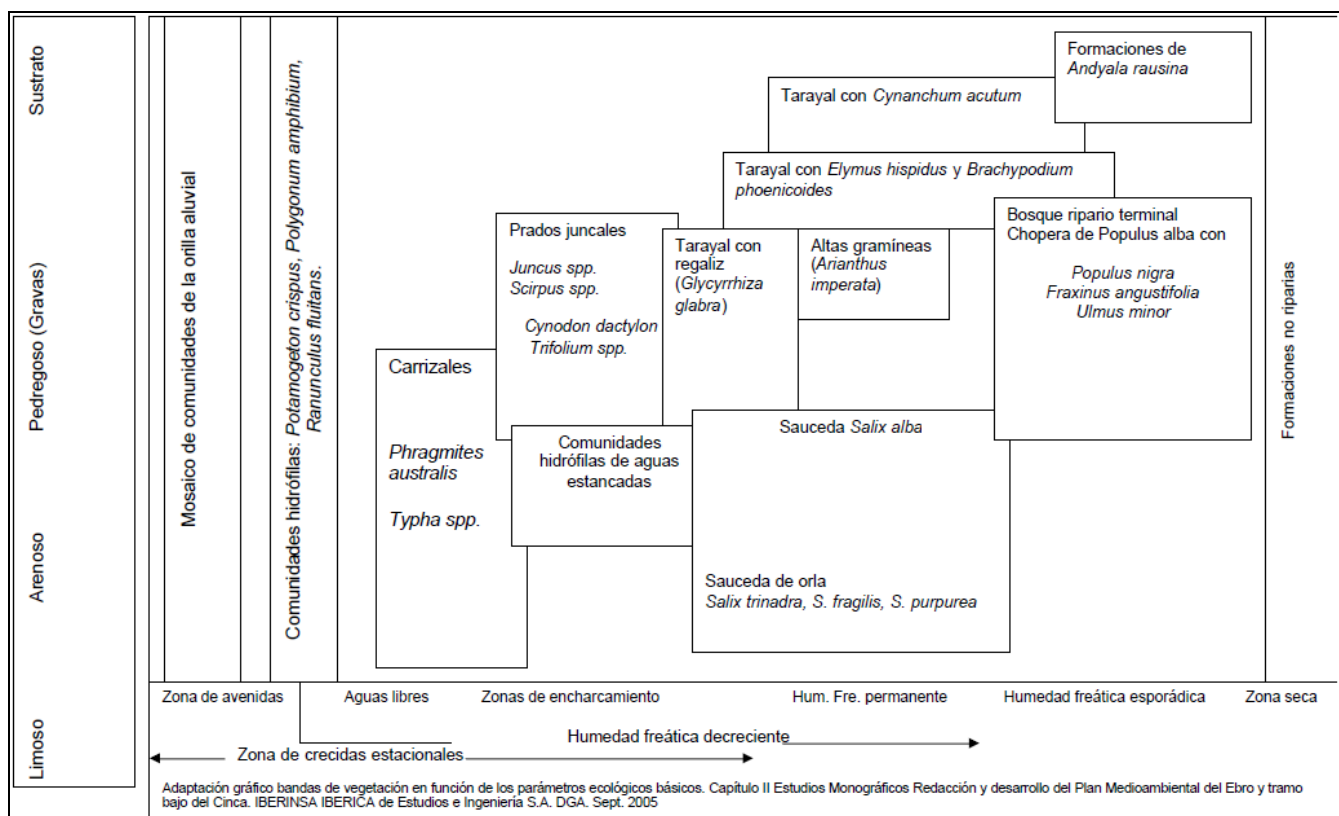 Sustrato
Pedregoso (Gravas)
Arenoso
Limoso
Mosaico de comunidades de la orilla aluvial
Comunidades hidrófilas: Potamogeton crispus, Polygonum amphibium,
Ranunculus fluitans.
Carrizales
Phragmites
australis
Typha spp.
Prados juncales
Juncus spp.
Scirpus spp.
Cynodon dactylon
Trifolium spp.
Comunidades
hidrófilas de aguas
estancadas
Tarayal con
regaliz
(Glycyrrhiza
glabra)
Tarayal con Cynanchum acutum
Formaciones de
Andyala rausina
Tarayal con Elymus hispidus y Brachypodium
phoenicoides
Altas gramíneas
(Arianthus
imperata)
Bosque ripario terminal
Chopera de Populus alba con
Populus nigra
Fraxinus angustifolia
Ulmus minor
Sauceda Salix alba
Sauceda de orla
Salix trinadra, S. fragilis, S. purpurea
Formaciones no riparias
Zona de avenidas
Aguas libres
Zonas de encharcamiento
Hum. Fre. permanente
Humedad freática esporádica
Zona seca
Humedad freática decreciente
Zona de crecidas estacionales
Adaptación gráfico bandas de vegetación en función de los parámetros ecológicos básicos. Capítulo II Estudios Monográficos Redacción y desarrollo del Plan Medioambiental del Ebro y tramo
bajo del Cinca. IBERINSA IBERICA de Estudios e Ingeniería S.A. DGA. Sept. 2005